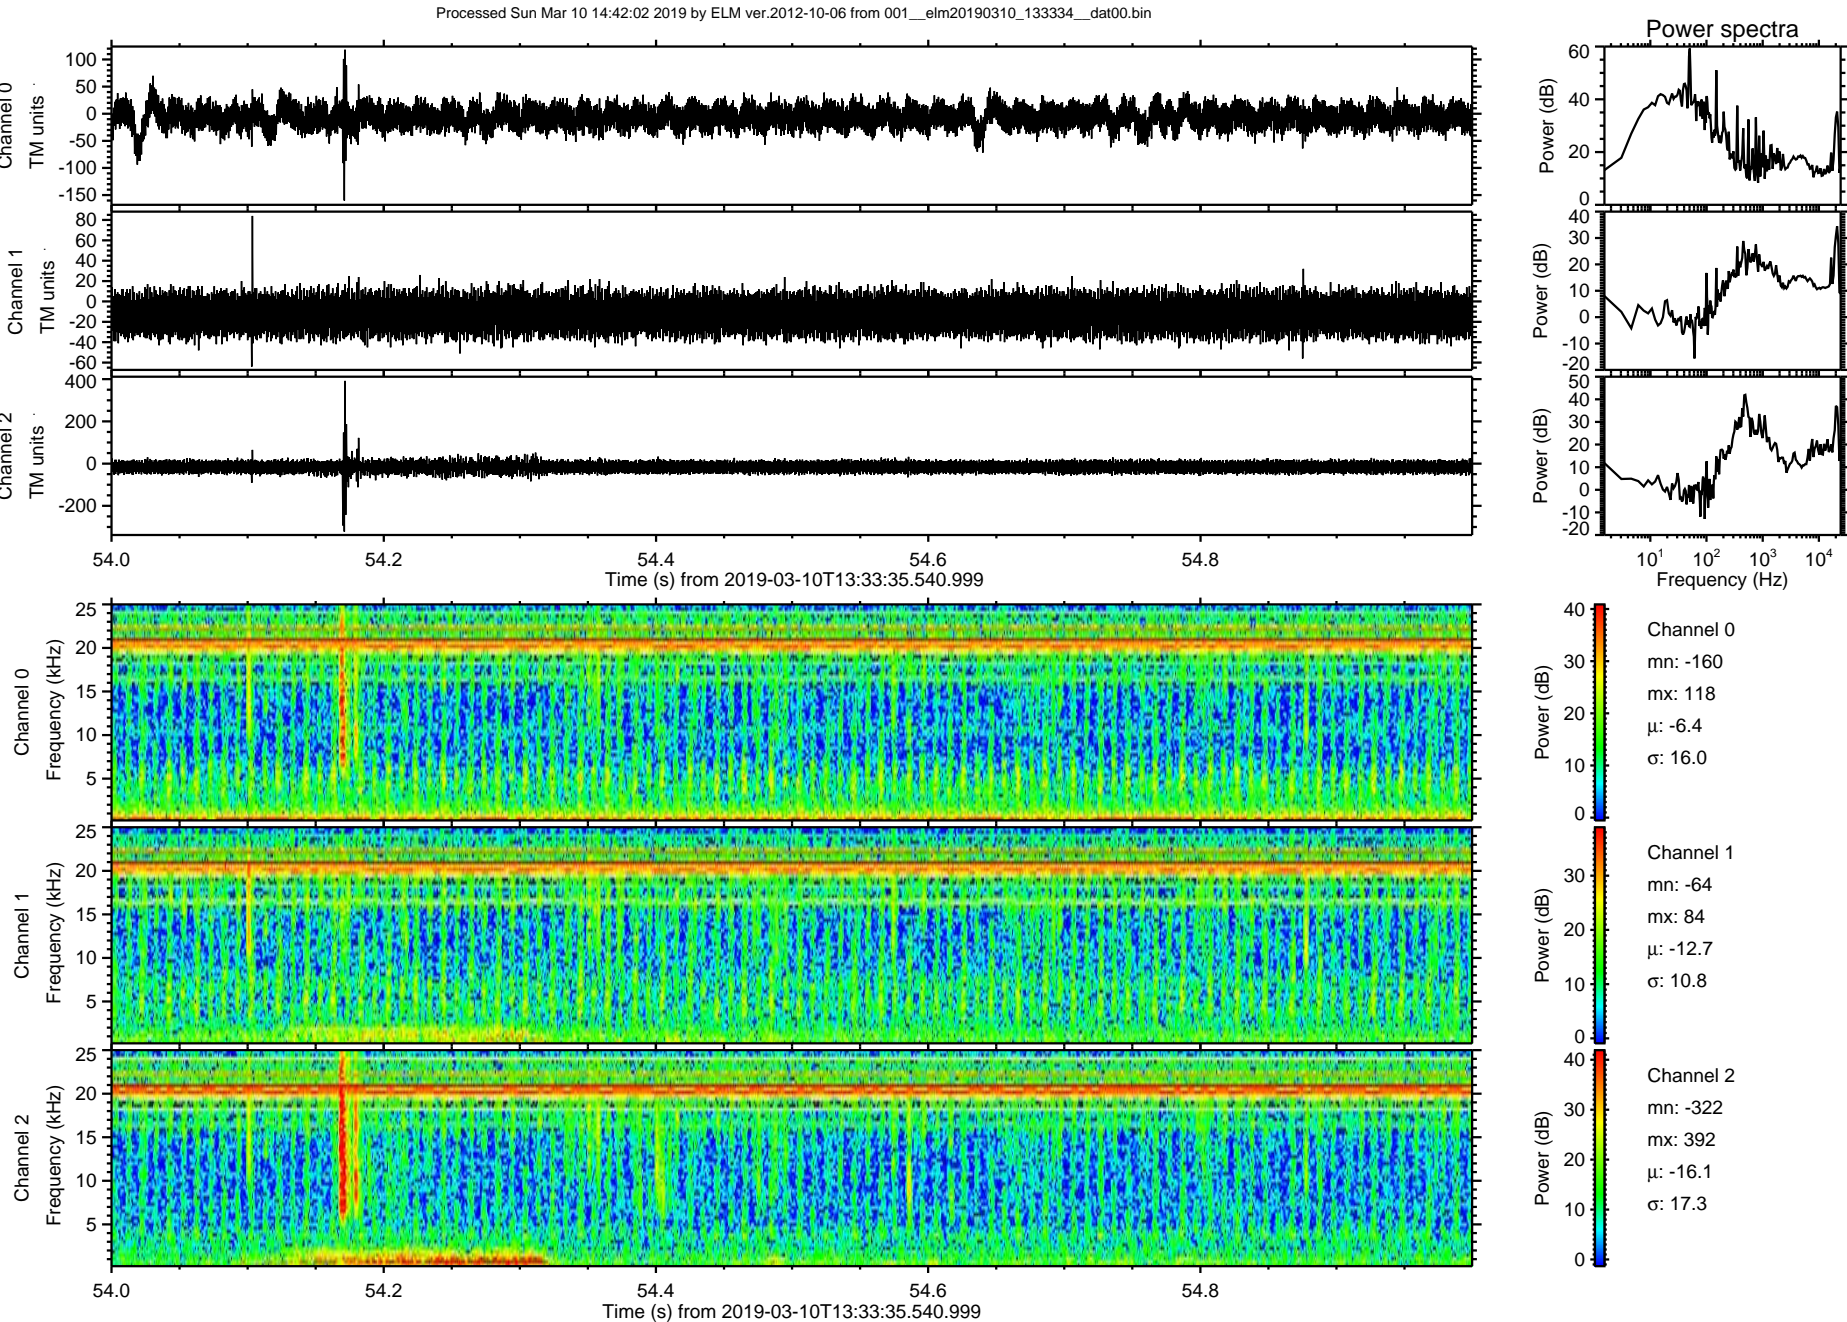 Processed Sun Mar 10 14:42:02 2019 by ELM ver.2012-10-06 from 001__elm20190310_133334__dat00.bin
Power spectra
Channel 0
TM units
100
50
0
-50
-100
-150
Power (dB)
60
40
20
0
Channel 1
TM units
80
60
40
20
0
-20
-40
-60
Power (dB)
40
30
20
10
0
-10
-20
Channel 2
TM units
400
200
0
-200
Power (dB)
50
40
30
20
10
0
-10
-20
54.0 54.2 54.4 54.6 54.8
Time (s) from 2019-03-10T13:33:35.540.999
10¹ 10² 10³ 10⁴
Frequency (Hz)
Channel 0
Frequency (kHz)
25
20
15
10
5
Power (dB)
40
30
20
10
0
Channel 0
mn: -160
mx: 118
μ: -6.4
σ: 16.0
Channel 1
Frequency (kHz)
25
20
15
10
5
Power (dB)
30
20
10
0
Channel 1
mn: -64
mx: 84
μ: -12.7
σ: 10.8
Channel 2
Frequency (kHz)
25
20
15
10
5
Power (dB)
40
30
20
10
0
Channel 2
mn: -322
mx: 392
μ: -16.1
σ: 17.3
54.0 54.2 54.4 54.6 54.8
Time (s) from 2019-03-10T13:33:35.540.999